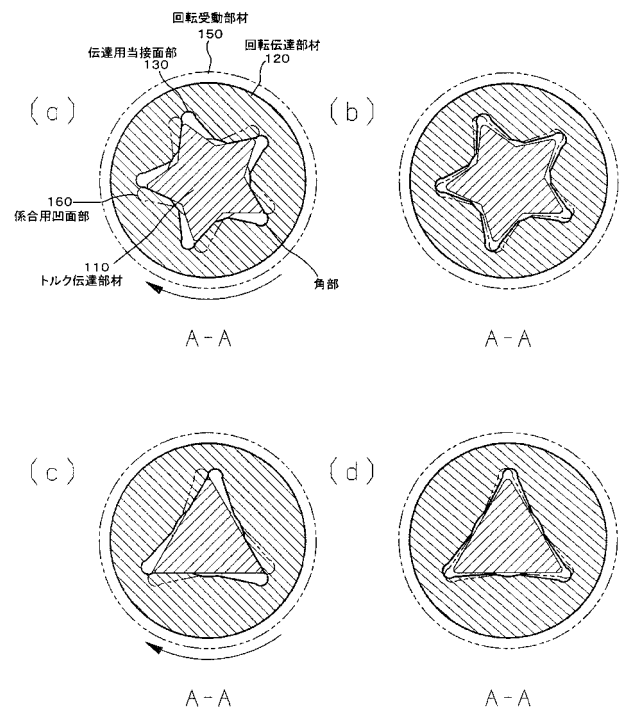 回転受動部材
150
回転伝達部材
120
伝達用当接面部
130
(a)
(b)
160
係合用凹面部
110
トルク伝達部材
角部
A-A
A-A
(c)
(d)
A-A
A-A